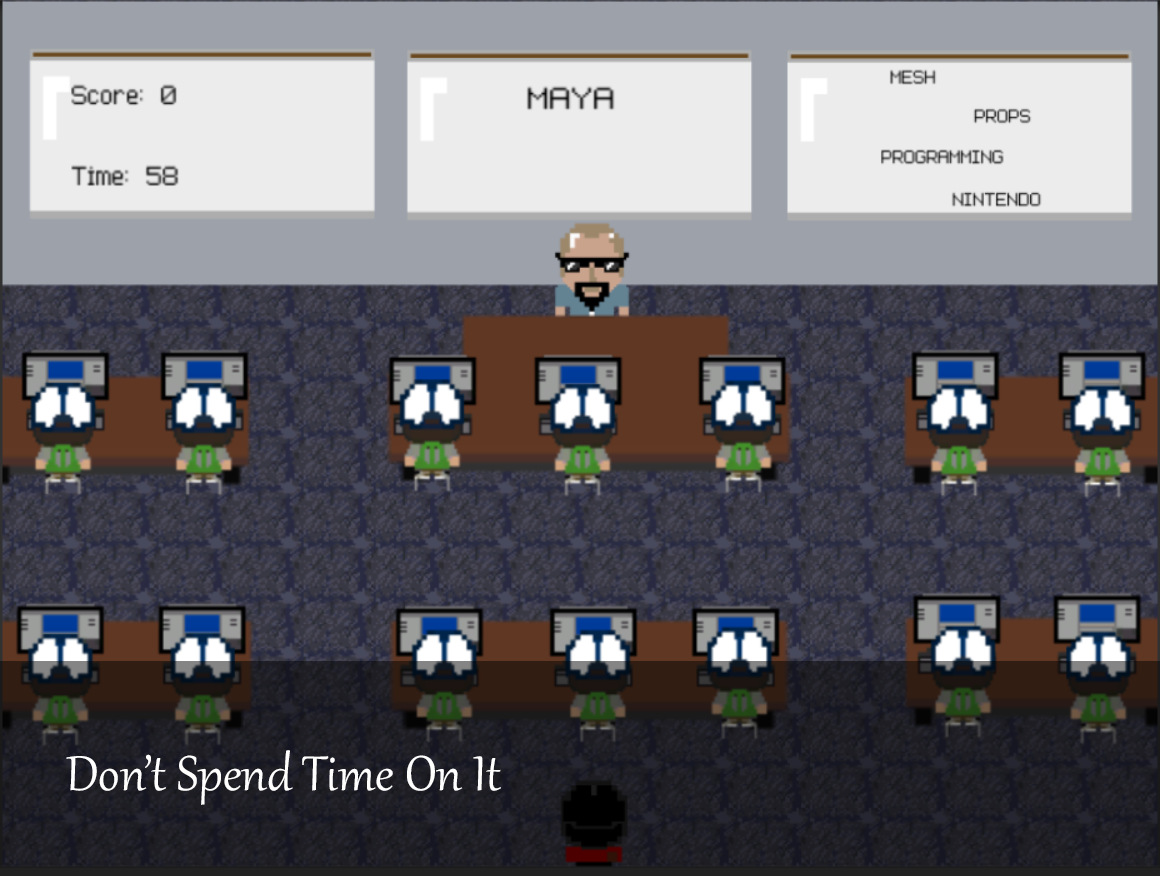 Score: 0
Time: 58
MAYA
MESH
PROPS
PROGRAMMING
NINTENDO
Don't Spend Time On It